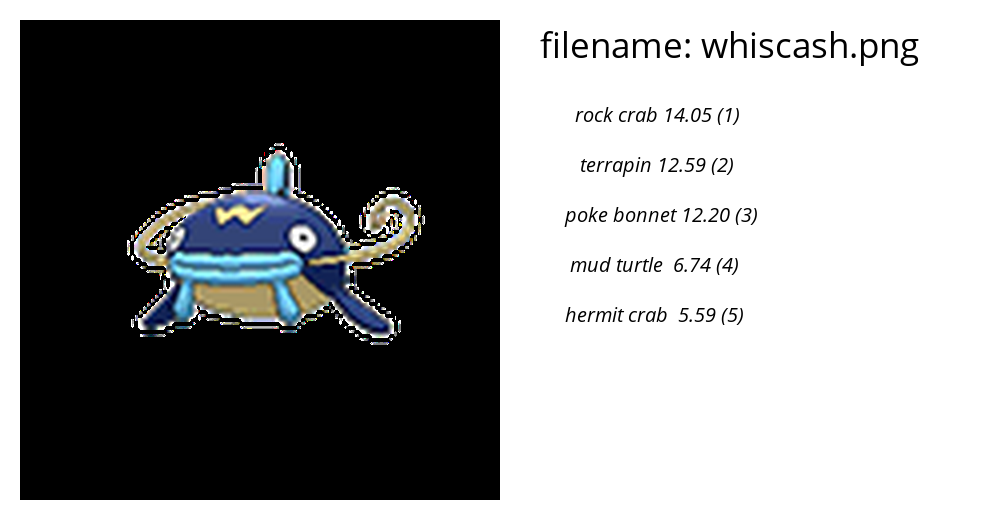 filename: whiscash.png
rock crab 14.05 (1)
terrapin 12.59 (2)
poke bonnet 12.20 (3)
mud turtle  6.74 (4)
hermit crab  5.59 (5)